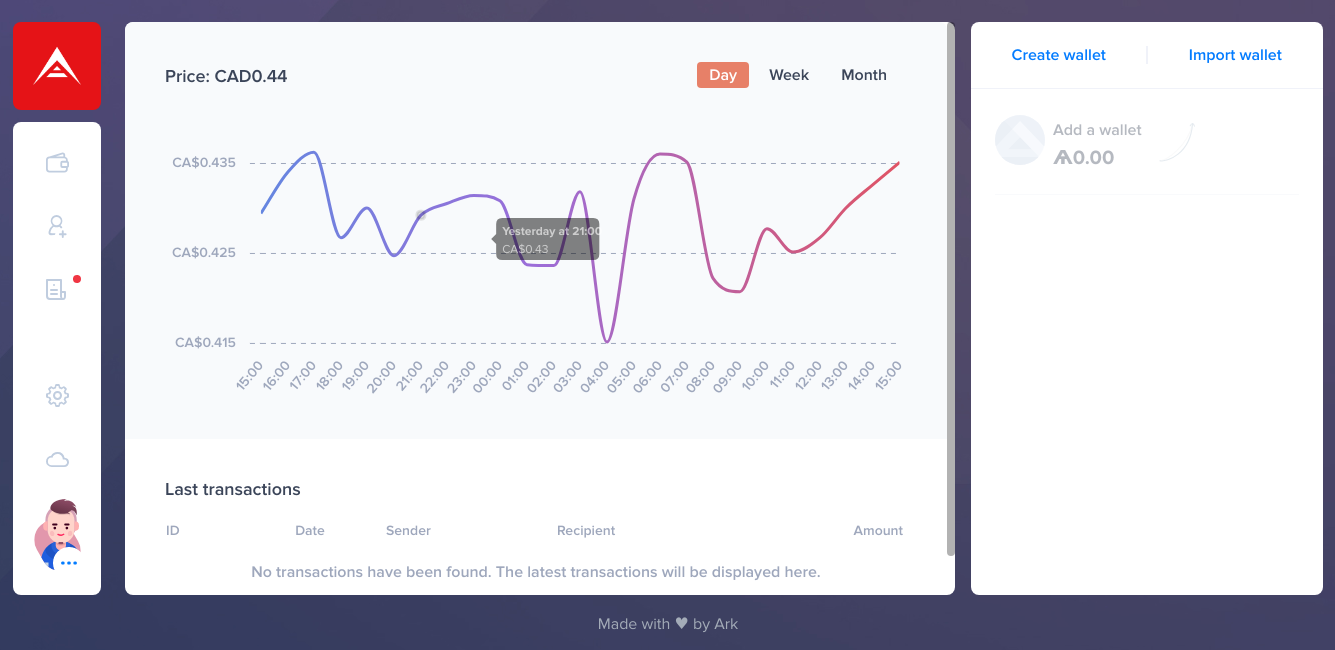 Price: CAD0.44
Day Week Month
CA$0.435
CA$0.425
CA$0.415
Yesterday at 21:00
CA$0.43
15:00 16:00 17:00 18:00 19:00 20:00 21:00 22:00 23:00 00:00 01:00 02:00 03:00 04:00 05:00 06:00 07:00 08:00 09:00 10:00 11:00 12:00 13:00 14:00 15:00
Last transactions
ID Date Sender Recipient Amount
No transactions have been found. The latest transactions will be displayed here.
Create wallet Import wallet
Add a wallet
Ѧ0.00
Made with ♥ by Ark